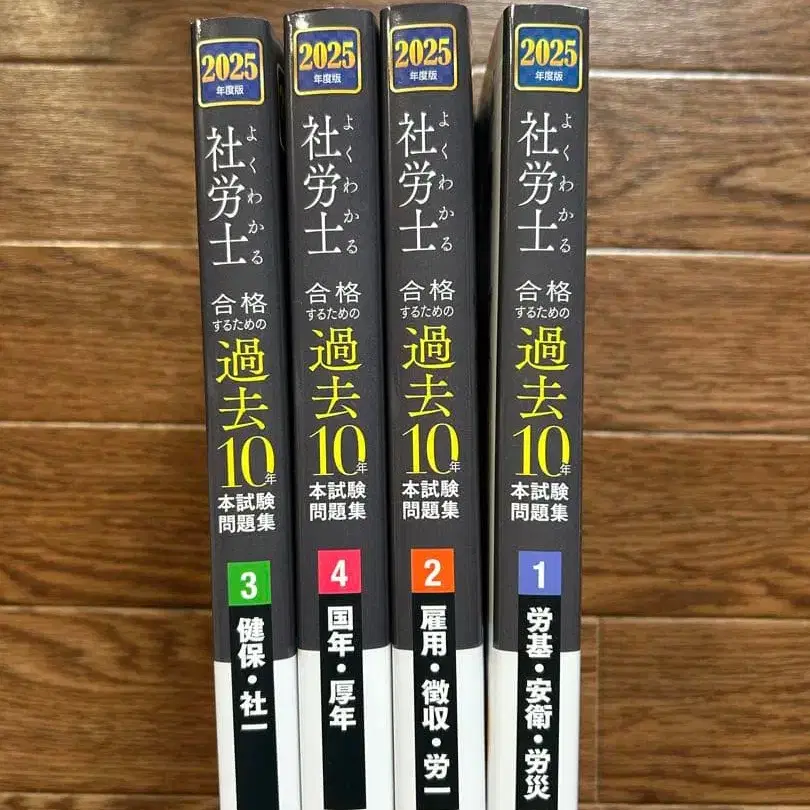 2025
年度版
よくわかる
社労士
合格
するための
過去10年
本試験
問題集
3
健保・社一
2025
年度版
よくわかる
社労士
合格
するための
過去10年
本試験
問題集
4
国年・厚年
2025
年度版
よくわかる
社労士
合格
するための
過去10年
本試験
問題集
2
雇用・徴収・労一
2025
年度版
よくわかる
社労士
合格
するための
過去10年
本試験
問題集
1
労基・安衛・労災